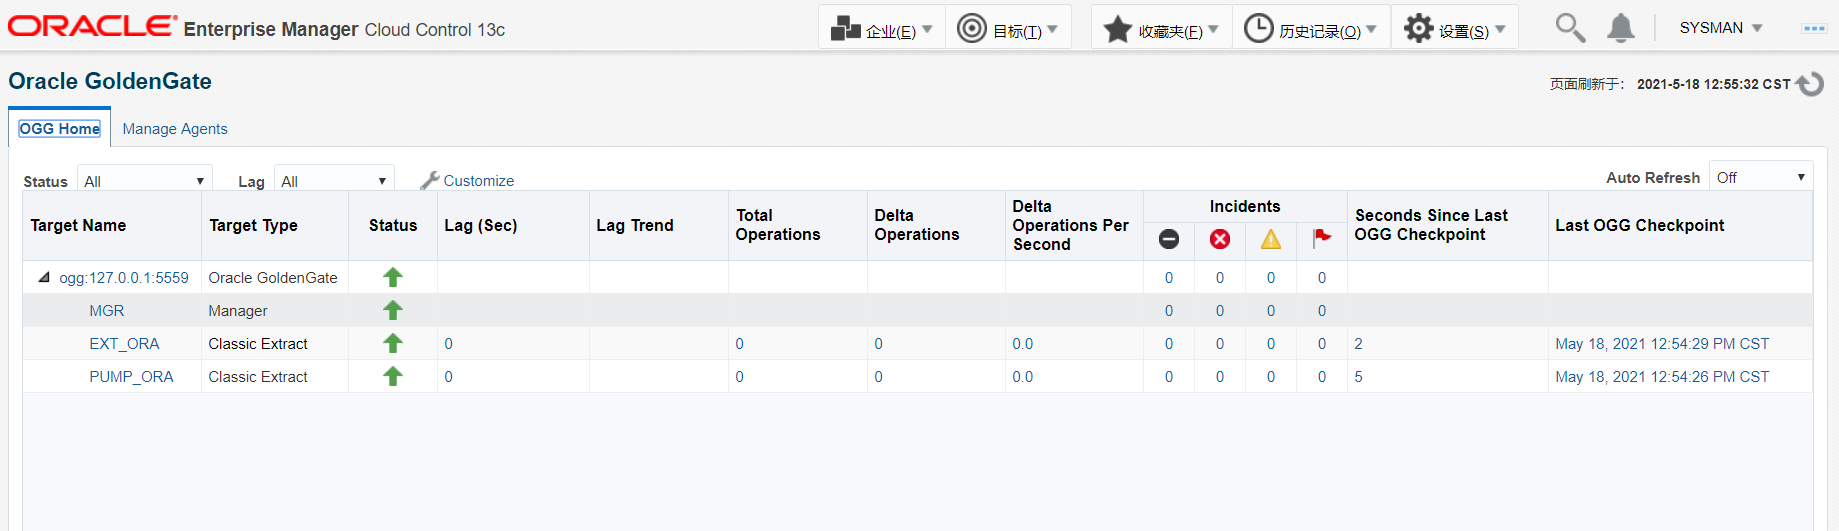 ORACLE Enterprise Manager Cloud Control 13c 企业(E) 目标(T) 收藏夹(F) 历史记录(O) 设置(S) SYSMAN
Oracle GoldenGate
页面刷新于: 2021-5-18 12:55:32 CST
OGG Home Manage Agents
Status All Lag All Customize Auto Refresh Off
Target Name Target Type Status Lag (Sec) Lag Trend Total Operations Delta Operations Delta Operations Per Second Incidents Seconds Since Last OGG Checkpoint Last OGG Checkpoint
ogg:127.0.0.1:5559 Oracle GoldenGate 0 0 0 0
MGR Manager 0 0 0 0
EXT_ORA Classic Extract 0 0 0 0.0 0 0 0 0 2 May 18, 2021 12:54:29 PM CST
PUMP_ORA Classic Extract 0 0 0 0.0 0 0 0 0 5 May 18, 2021 12:54:26 PM CST